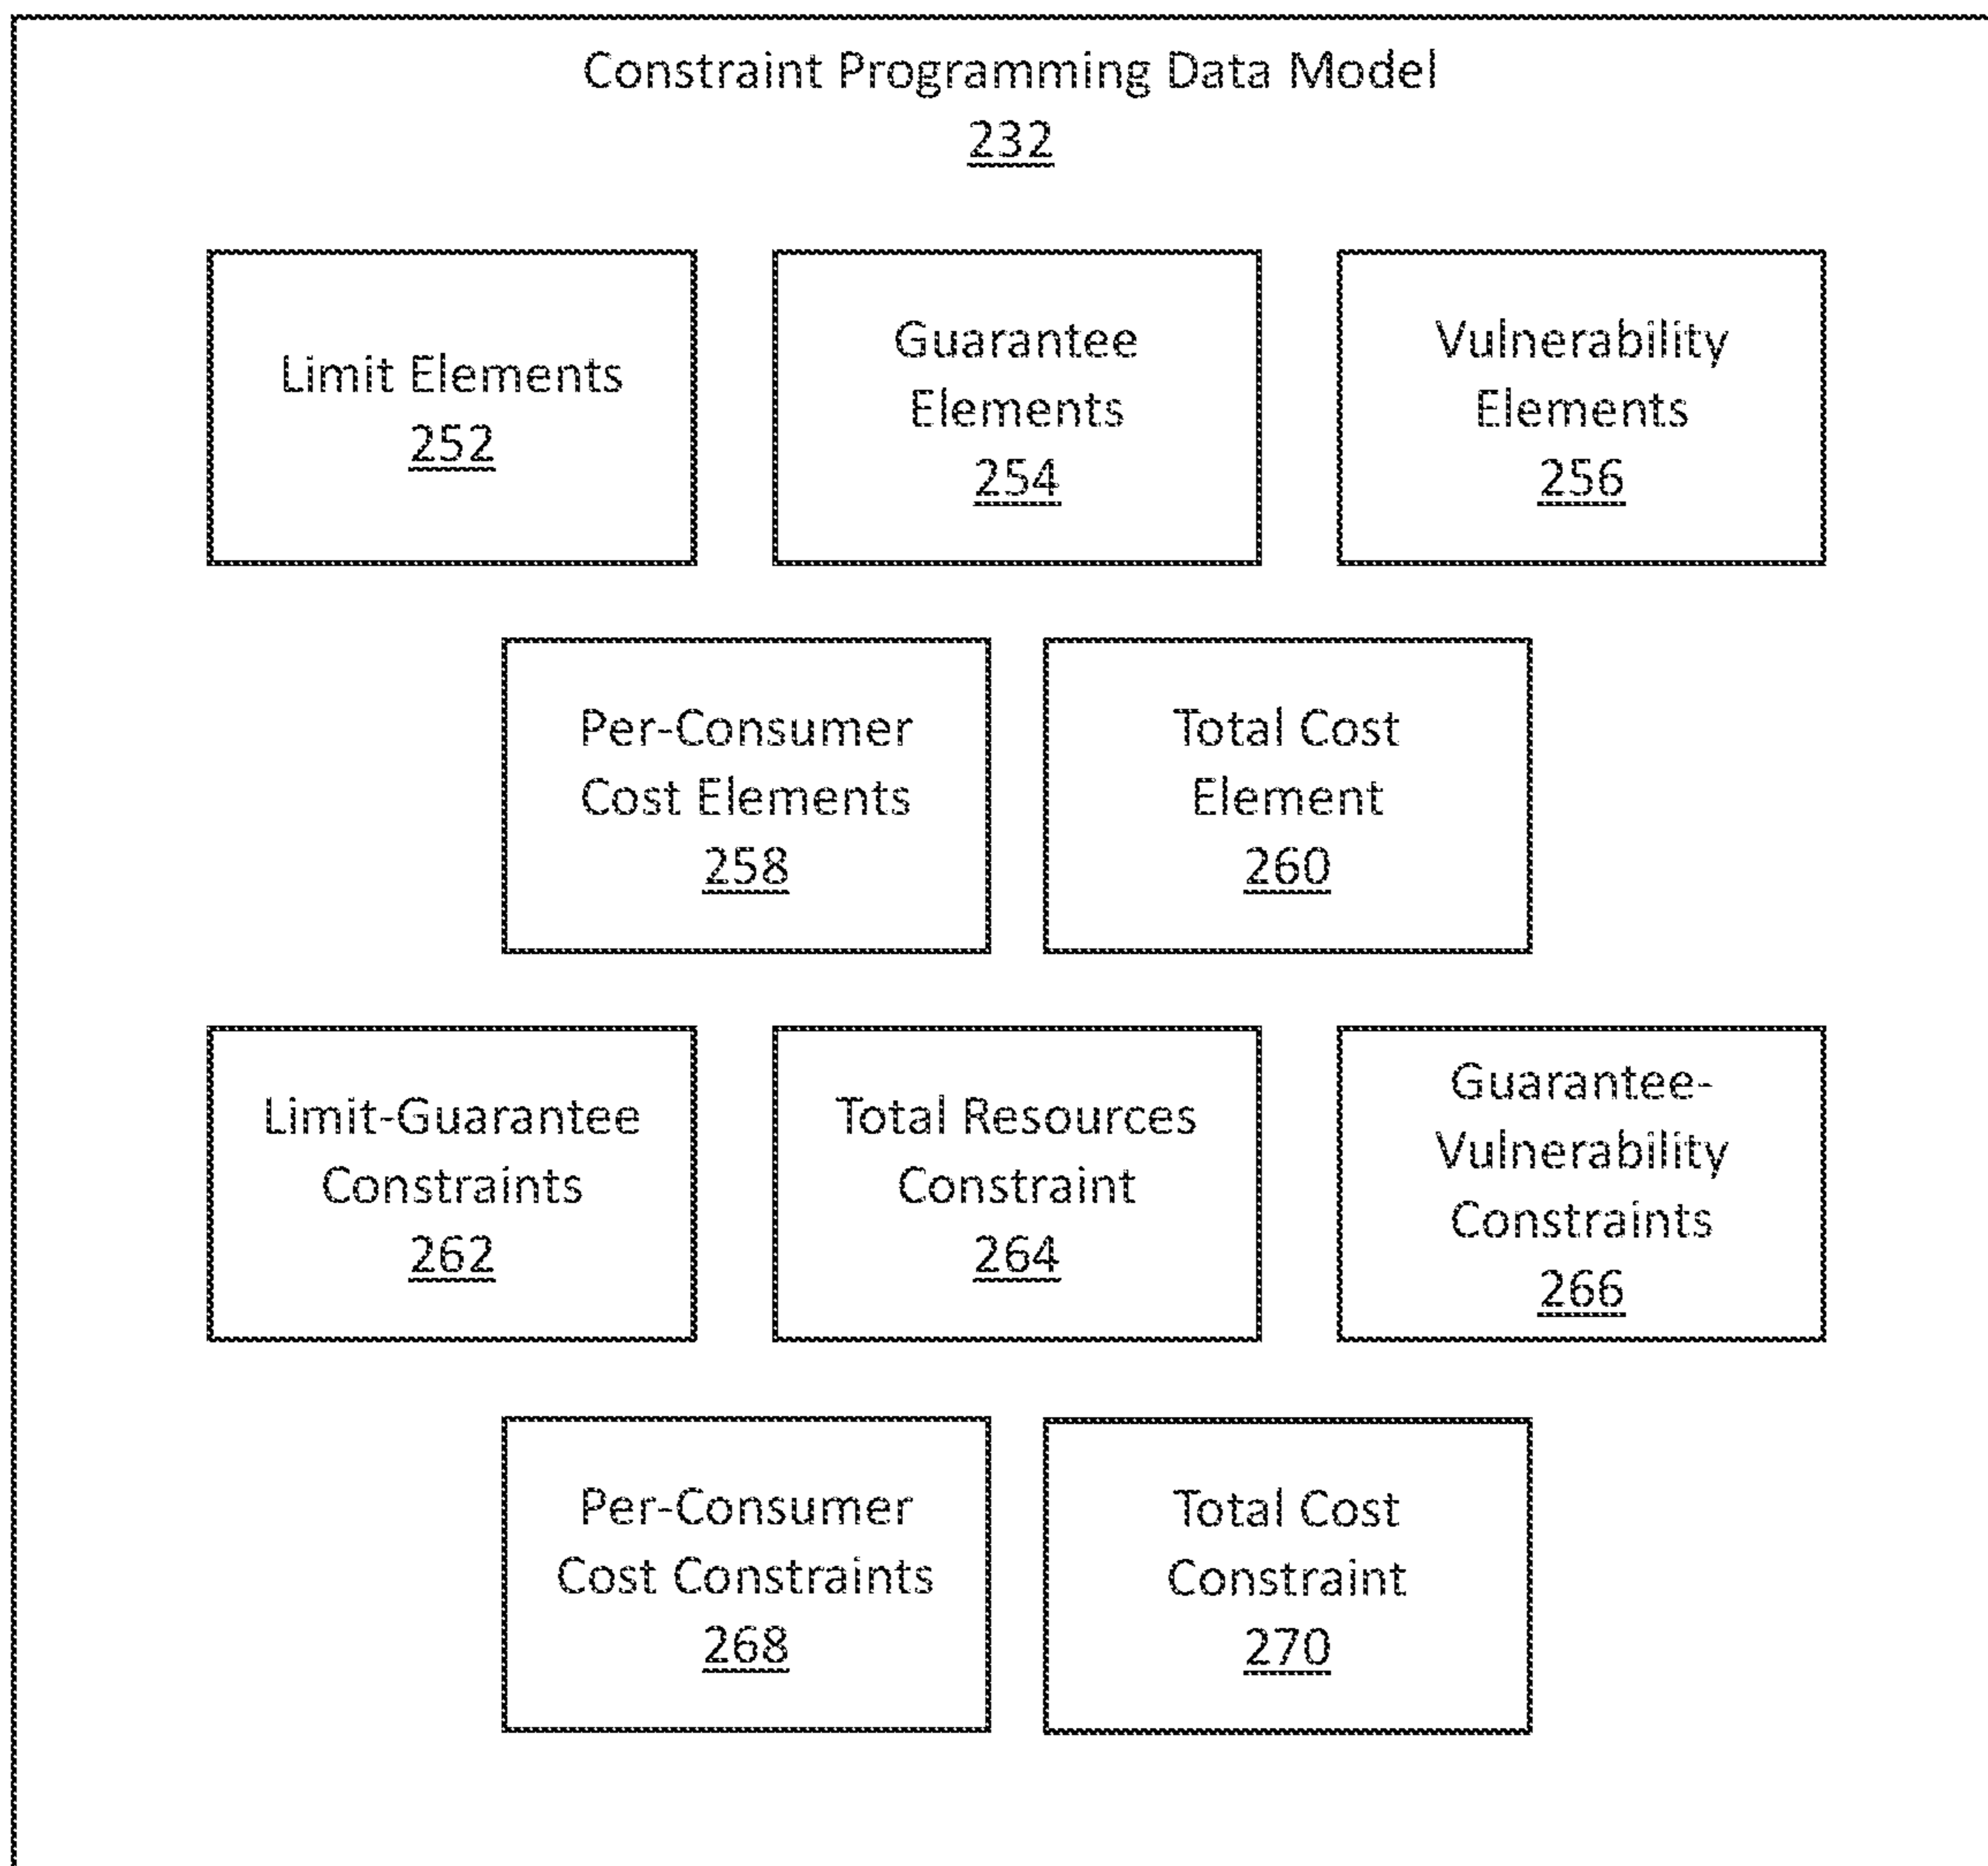 Constraint Programming Data Model
232
Limit Elements
252
Guarantee
Elements
254
Vulnerability
Elements
256
Per-Consumer
Cost Elements
258
Total Cost
Element
260
Limit-Guarantee
Constraints
262
Total Resources
Constraint
264
Guarantee-
Vulnerability
Constraints
266
Per-Consumer
Cost Constraints
268
Total Cost
Constraint
270